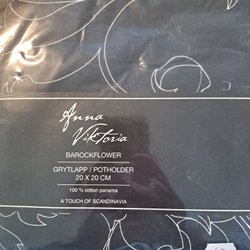 Anna
Viktoria
BAROCKFLOWER
GRYTLAPP / POTHOLDER
20 X 20 CM
100 % cotton panama
A TOUCH OF SCANDINAVIA